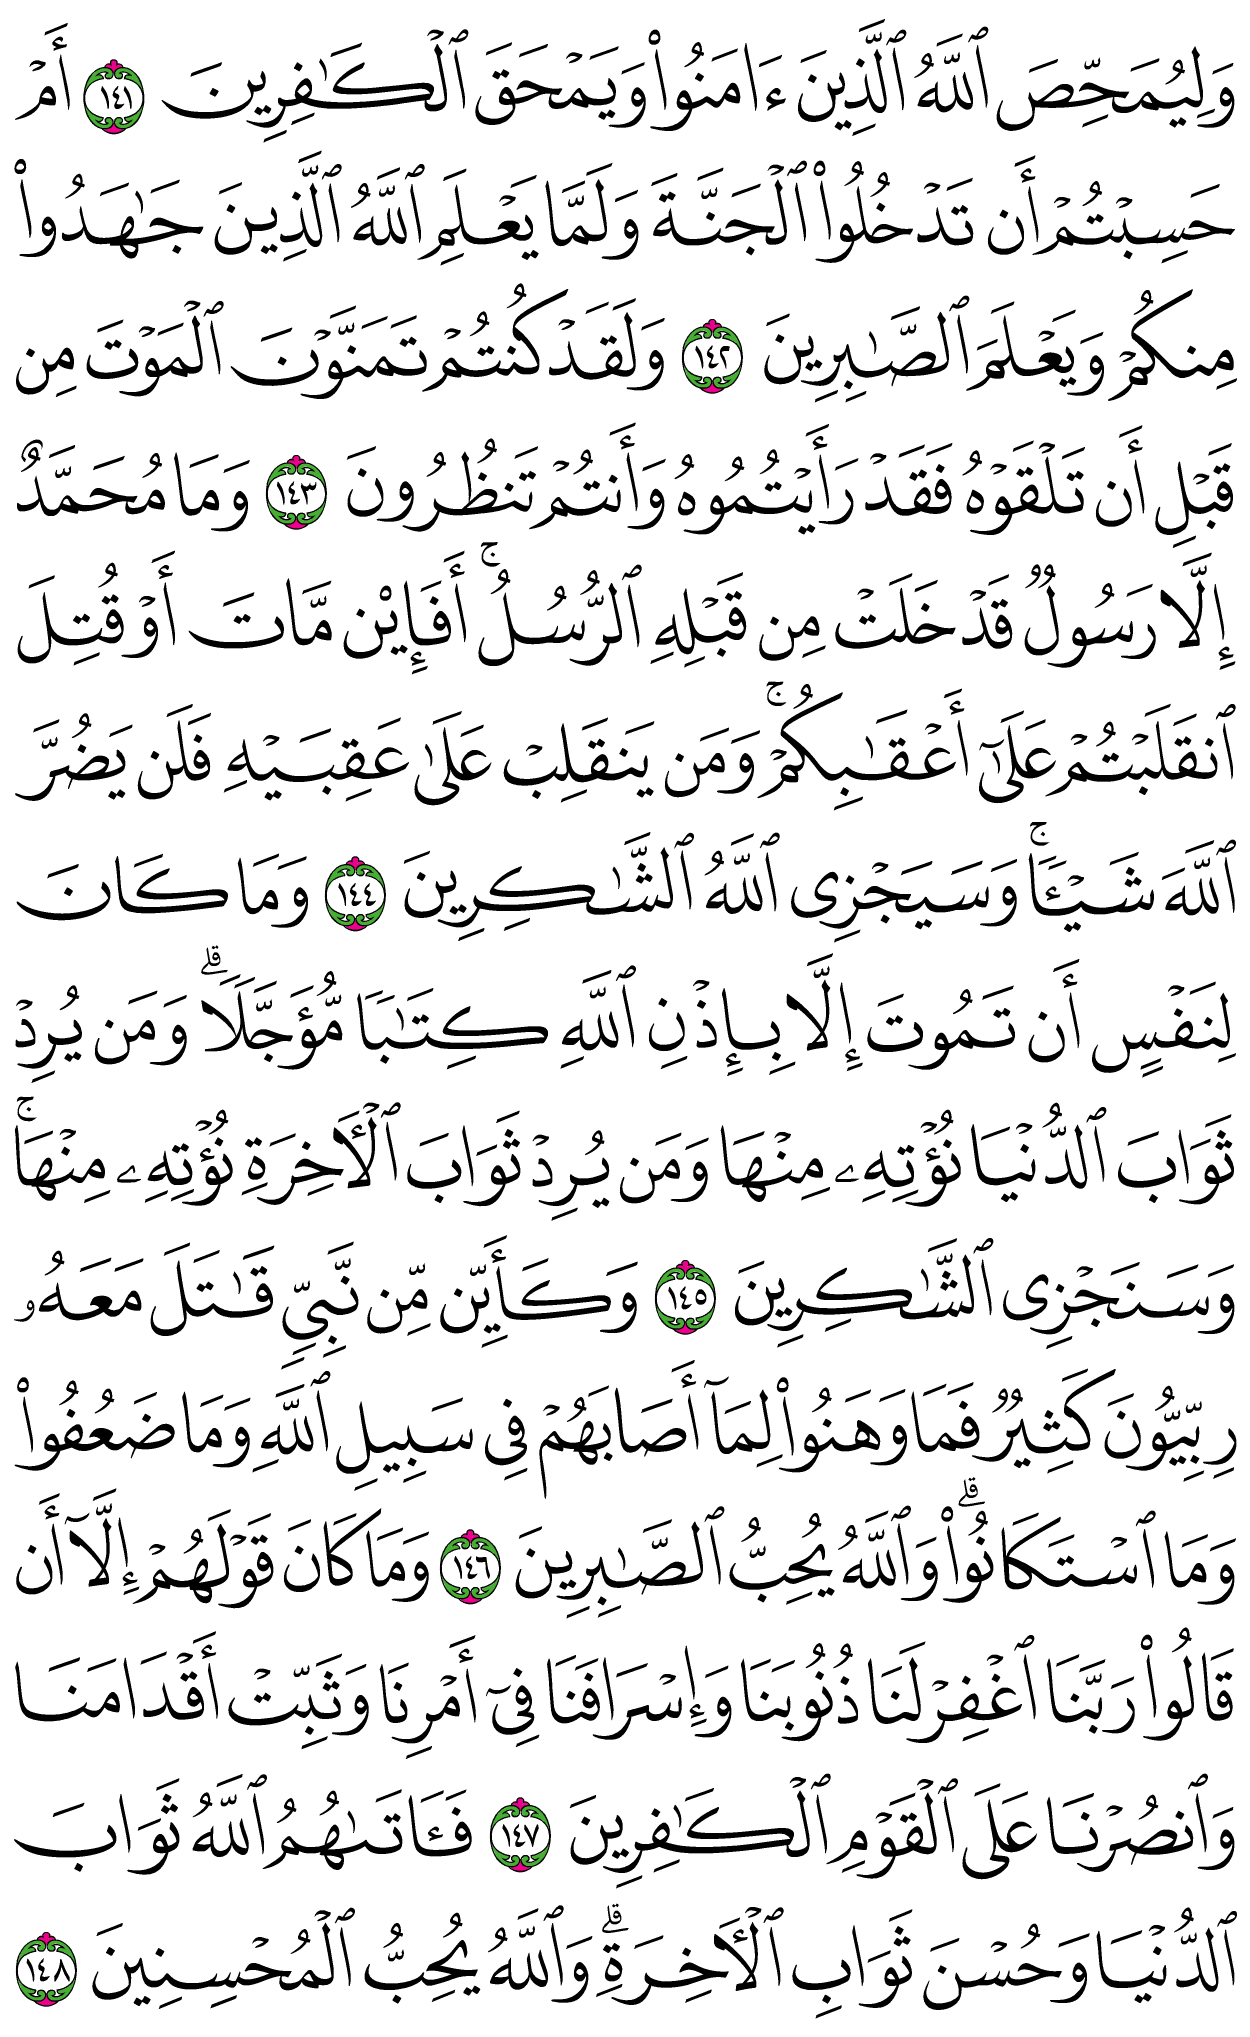 وَلِيُمَحِّصَ ٱللَّهُ ٱلَّذِينَ ءَامَنُوا۟ وَيَمْحَقَ ٱلْكَـٰفِرِينَ ١٤١ أَمْ
حَسِبْتُمْ أَن تَدْخُلُوا۟ ٱلْجَنَّةَ وَلَمَّا يَعْلَمِ ٱللَّهُ ٱلَّذِينَ جَـٰهَدُوا۟
مِنكُمْ وَيَعْلَمَ ٱلصَّـٰبِرِينَ ١٤٢ وَلَقَدْ كُنتُمْ تَمَنَّوْنَ ٱلْمَوْتَ مِن
قَبْلِ أَن تَلْقَوْهُ فَقَدْ رَأَيْتُمُوهُ وَأَنتُمْ تَنظُرُونَ ١٤٣ وَمَا مُحَمَّدٌ
إِلَّا رَسُولٌ قَدْ خَلَتْ مِن قَبْلِهِ ٱلرُّسُلُ ۚ أَفَإِي۟ن مَّاتَ أَوْ قُتِلَ
ٱنقَلَبْتُمْ عَلَىٰٓ أَعْقَـٰبِكُمْ ۚ وَمَن يَنقَلِبْ عَلَىٰ عَقِبَيْهِ فَلَن يَضُرَّ
ٱللَّهَ شَيْـًٔا ۚ وَسَيَجْزِى ٱللَّهُ ٱلشَّـٰكِرِينَ ١٤٤ وَمَا كَانَ
لِنَفْسٍ أَن تَمُوتَ إِلَّا بِإِذْنِ ٱللَّهِ كِتَـٰبًا مُّؤَجَّلًا ۗ وَمَن يُرِدْ
ثَوَابَ ٱلدُّنْيَا نُؤْتِهِۦ مِنْهَا وَمَن يُرِدْ ثَوَابَ ٱلْـَٔاخِرَةِ نُؤْتِهِۦ مِنْهَا ۚ
وَسَنَجْزِى ٱلشَّـٰكِرِينَ ١٤٥ وَكَأَيِّن مِّن نَّبِىٍّ قَـٰتَلَ مَعَهُۥ
رِبِّيُّونَ كَثِيرٌ فَمَا وَهَنُوا۟ لِمَآ أَصَابَهُمْ فِى سَبِيلِ ٱللَّهِ وَمَا ضَعُفُوا۟
وَمَا ٱسْتَكَانُوا۟ ۗ وَٱللَّهُ يُحِبُّ ٱلصَّـٰبِرِينَ ١٤٦ وَمَا كَانَ قَوْلَهُمْ إِلَّآ أَن
قَالُوا۟ رَبَّنَا ٱغْفِرْ لَنَا ذُنُوبَنَا وَإِسْرَافَنَا فِىٓ أَمْرِنَا وَثَبِّتْ أَقْدَامَنَا
وَٱنصُرْنَا عَلَى ٱلْقَوْمِ ٱلْكَـٰفِرِينَ ١٤٧ فَـَٔاتَىٰهُمُ ٱللَّهُ ثَوَابَ
ٱلدُّنْيَا وَحُسْنَ ثَوَابِ ٱلْـَٔاخِرَةِ ۗ وَٱللَّهُ يُحِبُّ ٱلْمُحْسِنِينَ ١٤٨